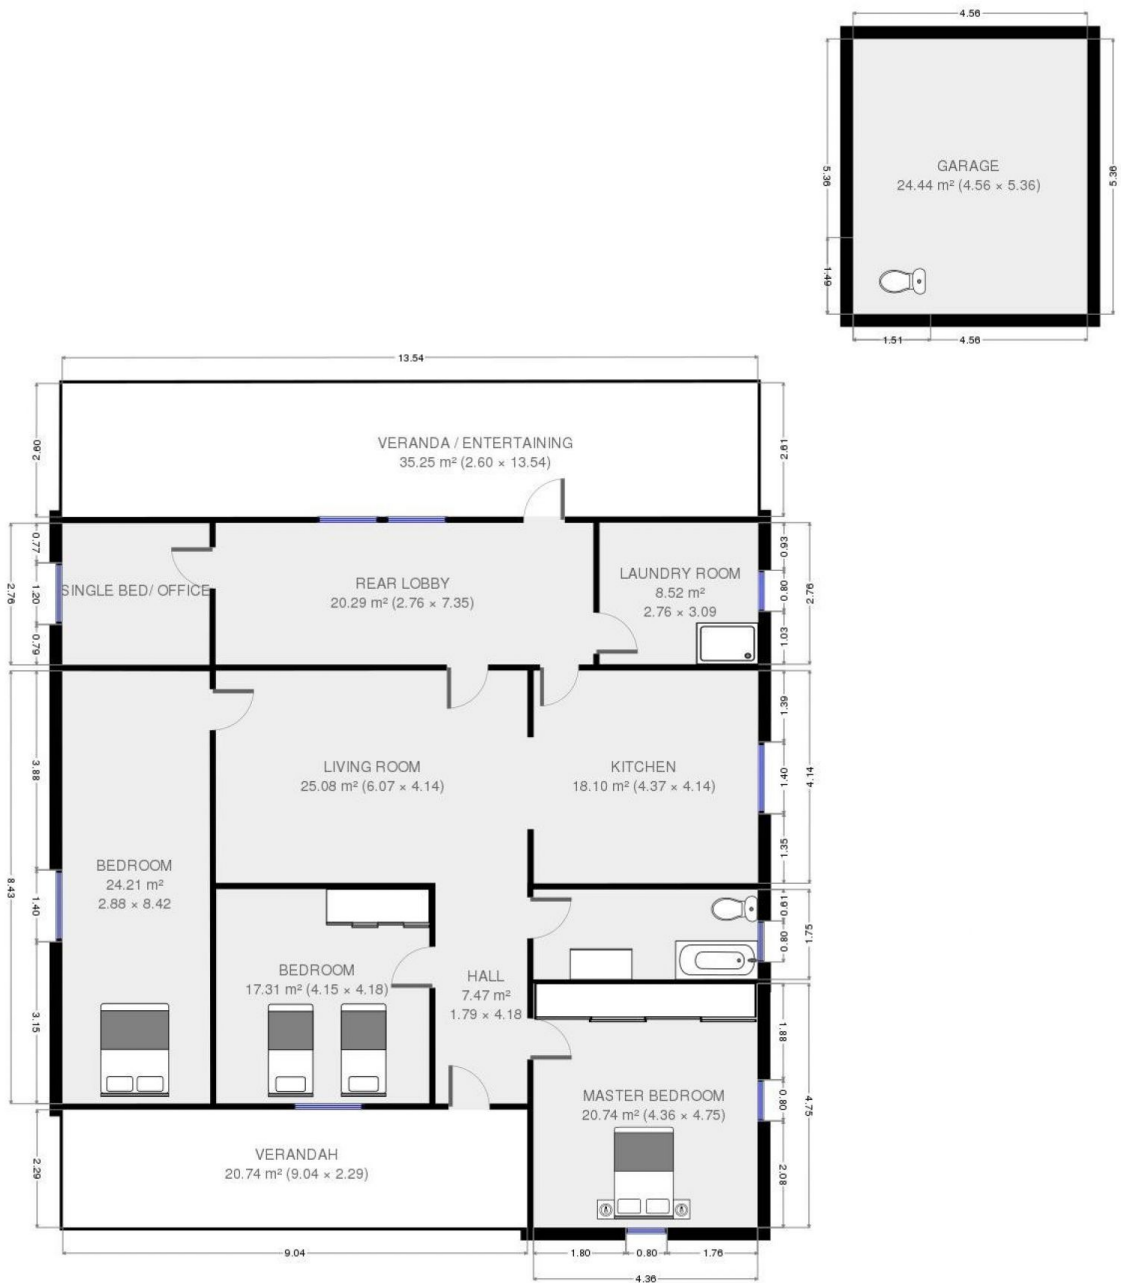 4.56
5.36
5.36
GARAGE
24.44 m² (4.56 × 5.36)
1.49
1.51
4.56
13.54
2.60
2.61
VERANDA / ENTERTAINING
35.25 m² (2.60 × 13.54)
0.77
1.20
0.79
2.76
SINGLE BED/ OFFICE
REAR LOBBY
20.29 m² (2.76 × 7.35)
LAUNDRY ROOM
8.52 m²
2.76 × 3.09
0.93
0.80
1.03
2.76
LIVING ROOM
25.08 m² (6.07 × 4.14)
KITCHEN
18.10 m² (4.37 × 4.14)
1.39
1.40
1.35
4.14
3.88
1.40
3.15
8.43
BEDROOM
24.21 m²
2.88 × 8.42
BEDROOM
17.31 m² (4.15 × 4.18)
HALL
7.47 m²
1.79 × 4.18
0.61
0.80
1.75
MASTER BEDROOM
20.74 m² (4.36 × 4.75)
1.88
0.80
2.08
4.75
VERANDAH
20.74 m² (9.04 × 2.29)
2.29
9.04
1.80
0.80
1.76
4.36